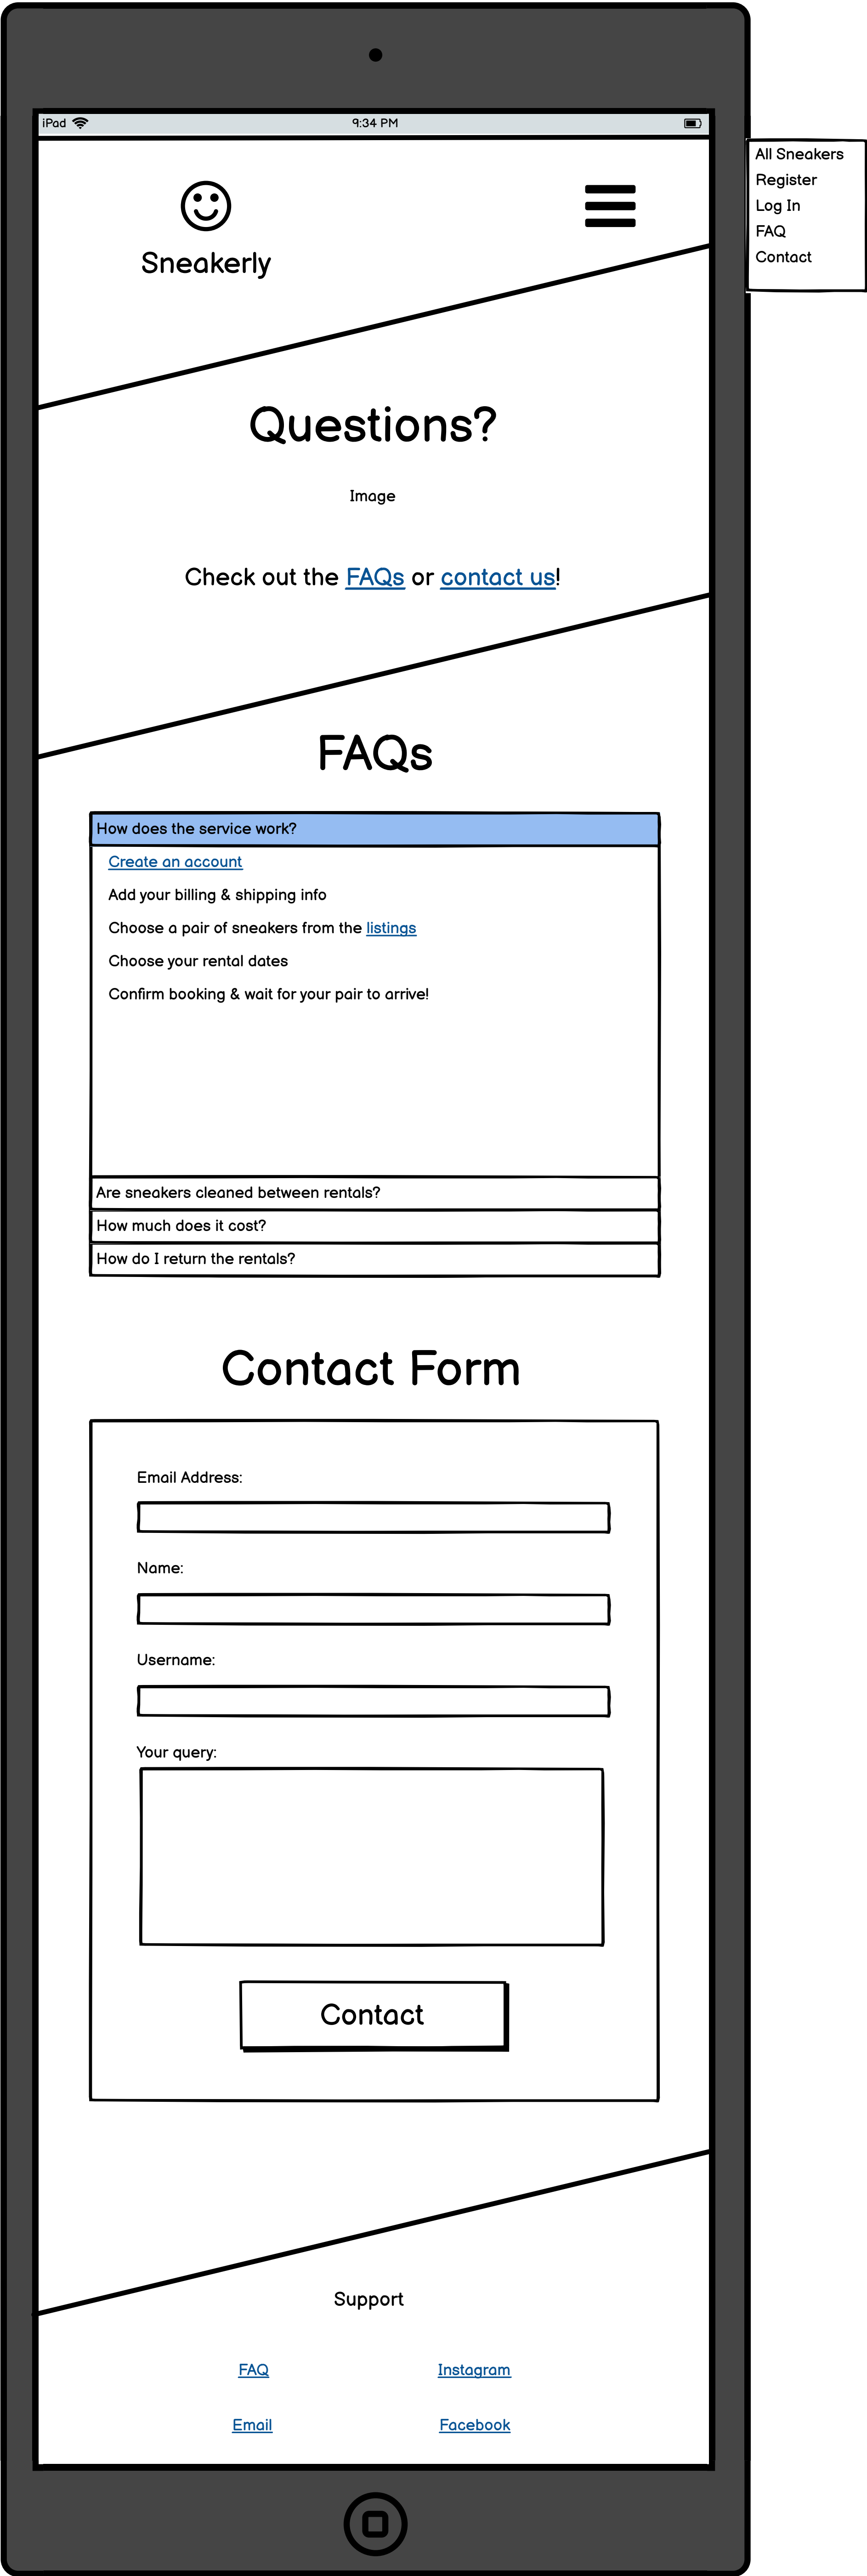 iPad 9:34 PM
All Sneakers
Register
Log In
FAQ
Contact
Sneakerly
Questions?
Image
Check out the FAQs or contact us!
FAQs
How does the service work?
Create an account
Add your billing & shipping info
Choose a pair of sneakers from the listings
Choose your rental dates
Confirm booking & wait for your pair to arrive!
Are sneakers cleaned between rentals?
How much does it cost?
How do I return the rentals?
Contact Form
Email Address:
Name:
Username:
Your query:
Contact
Support
FAQ Instagram
Email Facebook